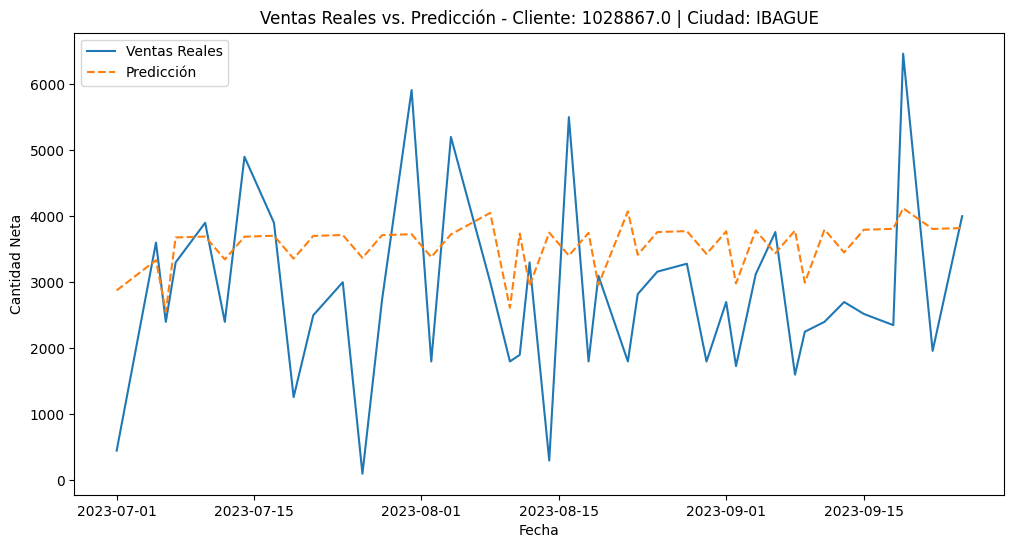 Ventas Reales vs. Predicción - Cliente: 1028867.0 | Ciudad: IBAGUE
Ventas Reales
Predicción
Cantidad Neta
6000
5000
4000
3000
2000
1000
0
2023-07-01 2023-07-15 2023-08-01 2023-08-15 2023-09-01 2023-09-15
Fecha